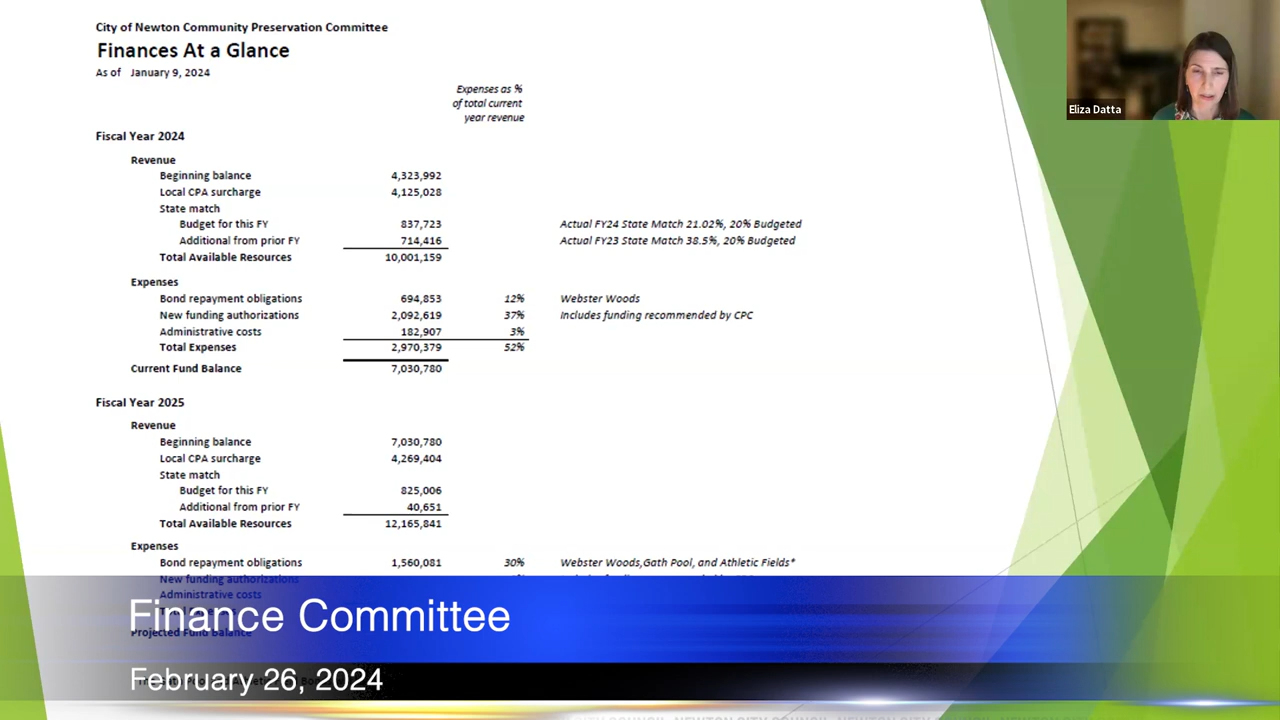 City of Newton Community Preservation Committee
Finances At a Glance
As of January 9, 2024
Expenses as %
of total current
year revenue
Fiscal Year 2024
Revenue
Beginning balance 4,323,992
Local CPA surcharge 4,125,028
State match
Budget for this FY 837,723 Actual FY24 State Match 21.02%, 20% Budgeted
Additional from prior FY 714,416 Actual FY23 State Match 38.5%, 20% Budgeted
Total Available Resources 10,001,159
Expenses
Bond repayment obligations 694,853 12% Webster Woods
New funding authorizations 2,092,619 37% Includes funding recommended by CPC
Administrative costs 182,907 3%
Total Expenses 2,970,379 52%
Current Fund Balance 7,030,780
Fiscal Year 2025
Revenue
Beginning balance 7,030,780
Local CPA surcharge 4,269,404
State match
Budget for this FY 825,006
Additional from prior FY 40,651
Total Available Resources 12,165,841
Expenses
Bond repayment obligations 1,560,081 30% Webster Woods,Gath Pool, and Athletic Fields*
New funding authorizations
Administrative costs
Projected Fund Balance
Finance Committee
February 26, 2024
Eliza Datta